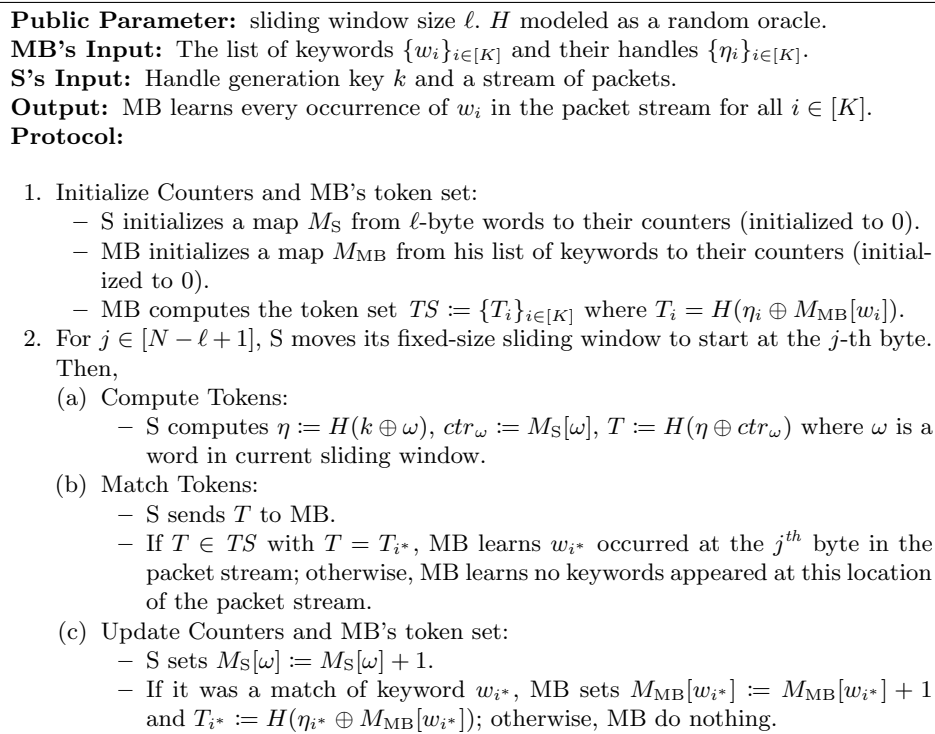 Public Parameter: sliding window size ℓ. H modeled as a random oracle.
MB's Input: The list of keywords {w_i}_{i∈[K]} and their handles {η_i}_{i∈[K]}.
S's Input: Handle generation key k and a stream of packets.
Output: MB learns every occurrence of w_i in the packet stream for all i ∈ [K].
Protocol:
1. Initialize Counters and MB's token set:
– S initializes a map M_S from ℓ-byte words to their counters (initialized to 0).
– MB initializes a map M_MB from his list of keywords to their counters (initial-
ized to 0).
– MB computes the token set TS := {T_i}_{i∈[K]} where T_i = H(η_i ⊕ M_MB[w_i]).
2. For j ∈ [N − ℓ + 1], S moves its fixed-size sliding window to start at the j-th byte.
Then,
(a) Compute Tokens:
– S computes η := H(k ⊕ ω), ctr_ω := M_S[ω], T := H(η ⊕ ctr_ω) where ω is a
word in current sliding window.
(b) Match Tokens:
– S sends T to MB.
– If T ∈ TS with T = T_{i*}, MB learns w_{i*} occurred at the j^{th} byte in the
packet stream; otherwise, MB learns no keywords appeared at this location
of the packet stream.
(c) Update Counters and MB's token set:
– S sets M_S[ω] := M_S[ω] + 1.
– If it was a match of keyword w_{i*}, MB sets M_MB[w_{i*}] := M_MB[w_{i*}] + 1
and T_{i*} := H(η_{i*} ⊕ M_MB[w_{i*}]); otherwise, MB do nothing.